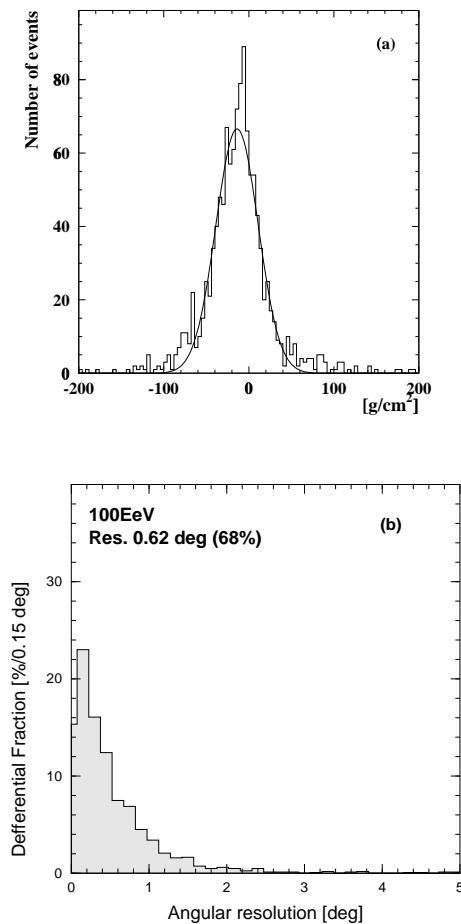 (a)
Number of events
80
60
40
20
0
-200 -100 0 100 200
[g/cm2]
100EeV
Res. 0.62 deg (68%)
(b)
Defferential Fraction [%/0.15 deg]
30
20
10
0
0 1 2 3 4 5
Angular resolution [deg]